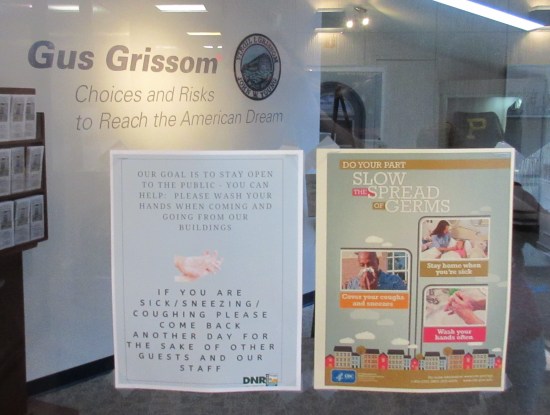 Gus Grissom
Choices and Risks
to Reach the American Dream
OUR GOAL IS TO STAY OPEN
TO THE PUBLIC - YOU CAN
HELP! PLEASE WASH YOUR
HANDS WHEN COMING AND
GOING FROM OUR
BUILDINGS
IF YOU ARE
SICK/SNEEZING/
COUGHING PLEASE
COME BACK
ANOTHER DAY FOR
THE SAKE OF OTHER
GUESTS AND OUR
STAFF
DNR
DO YOUR PART
SLOW
THE SPREAD
OF GERMS
Stay home when
you're sick
Cover your coughs
and sneezes
Wash your
hands often
CDC
P